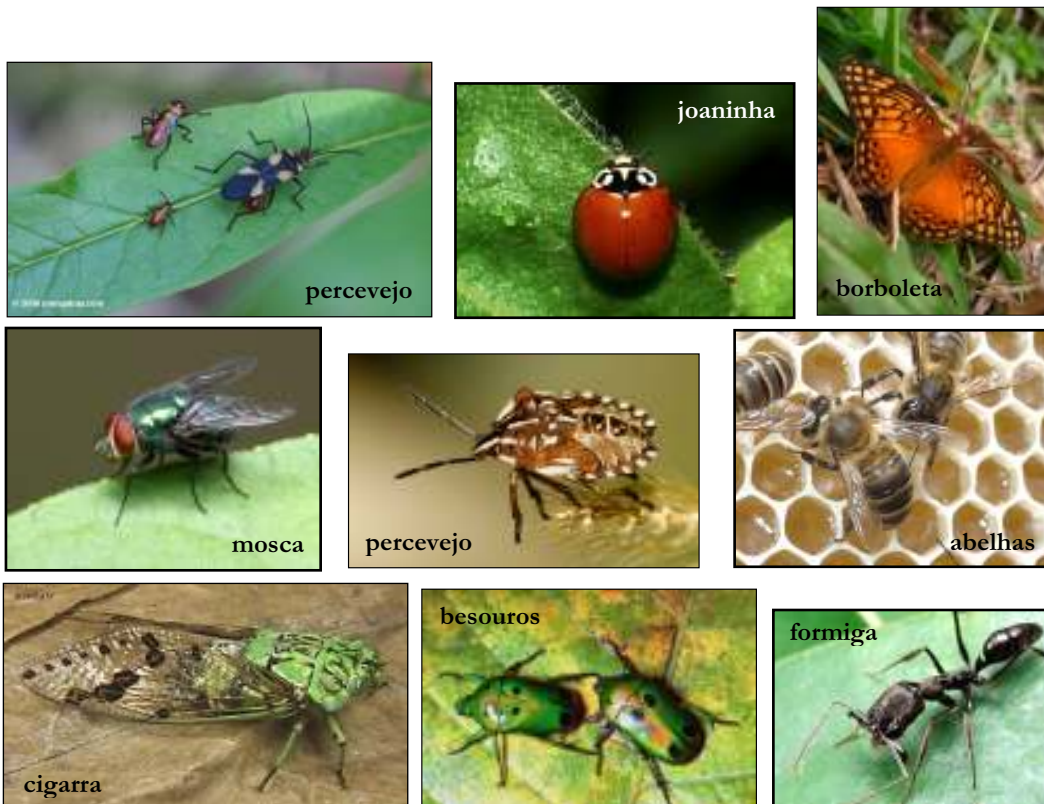 joaninha
percevejo
borboleta
mosca
percevejo
abelhas
cigarra
besouros
formiga